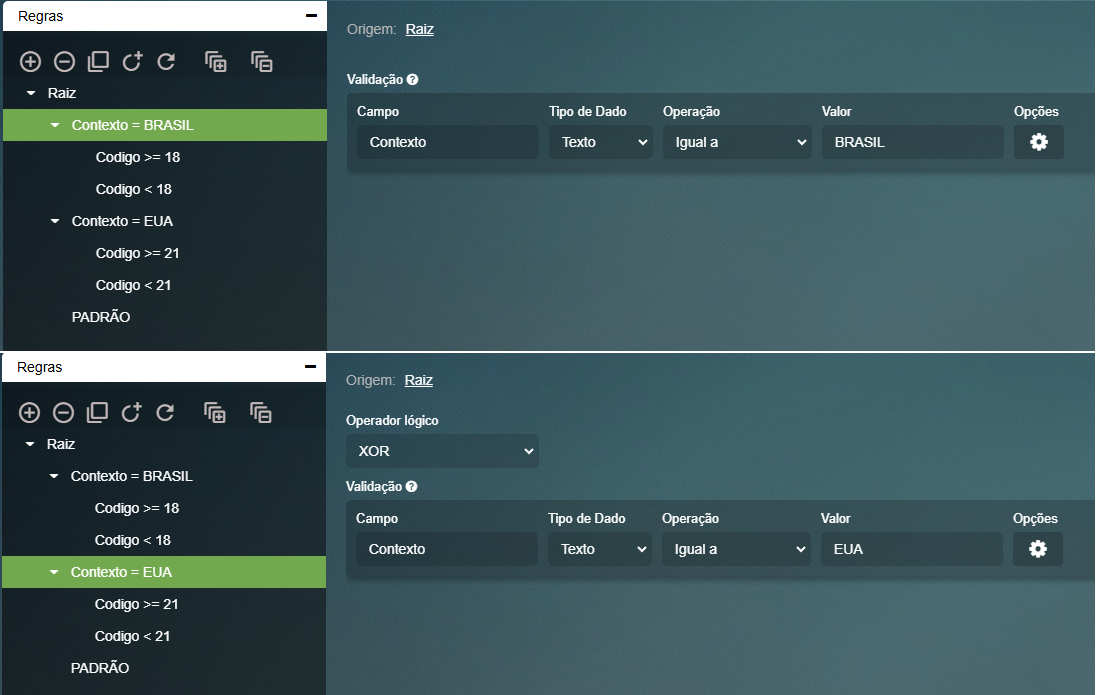 Regras
Origem: Raiz
Raiz
Contexto = BRASIL
Codigo >= 18
Codigo < 18
Contexto = EUA
Codigo >= 21
Codigo < 21
PADRÃO
Validação ?
Campo Tipo de Dado Operação Valor Opções
Contexto Texto Igual a BRASIL
Regras
Origem: Raiz
Raiz
Contexto = BRASIL
Codigo >= 18
Codigo < 18
Contexto = EUA
Codigo >= 21
Codigo < 21
PADRÃO
Operador lógico
XOR
Validação ?
Campo Tipo de Dado Operação Valor Opções
Contexto Texto Igual a EUA